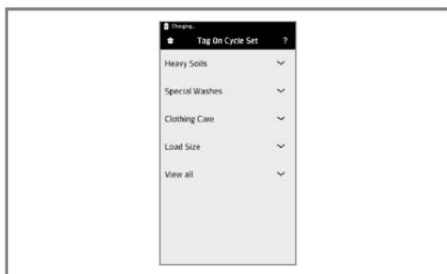 Charging..
Tag On Cycle Set ?
Heavy Soils
Special Washes
Clothing Care
Load Size
View all